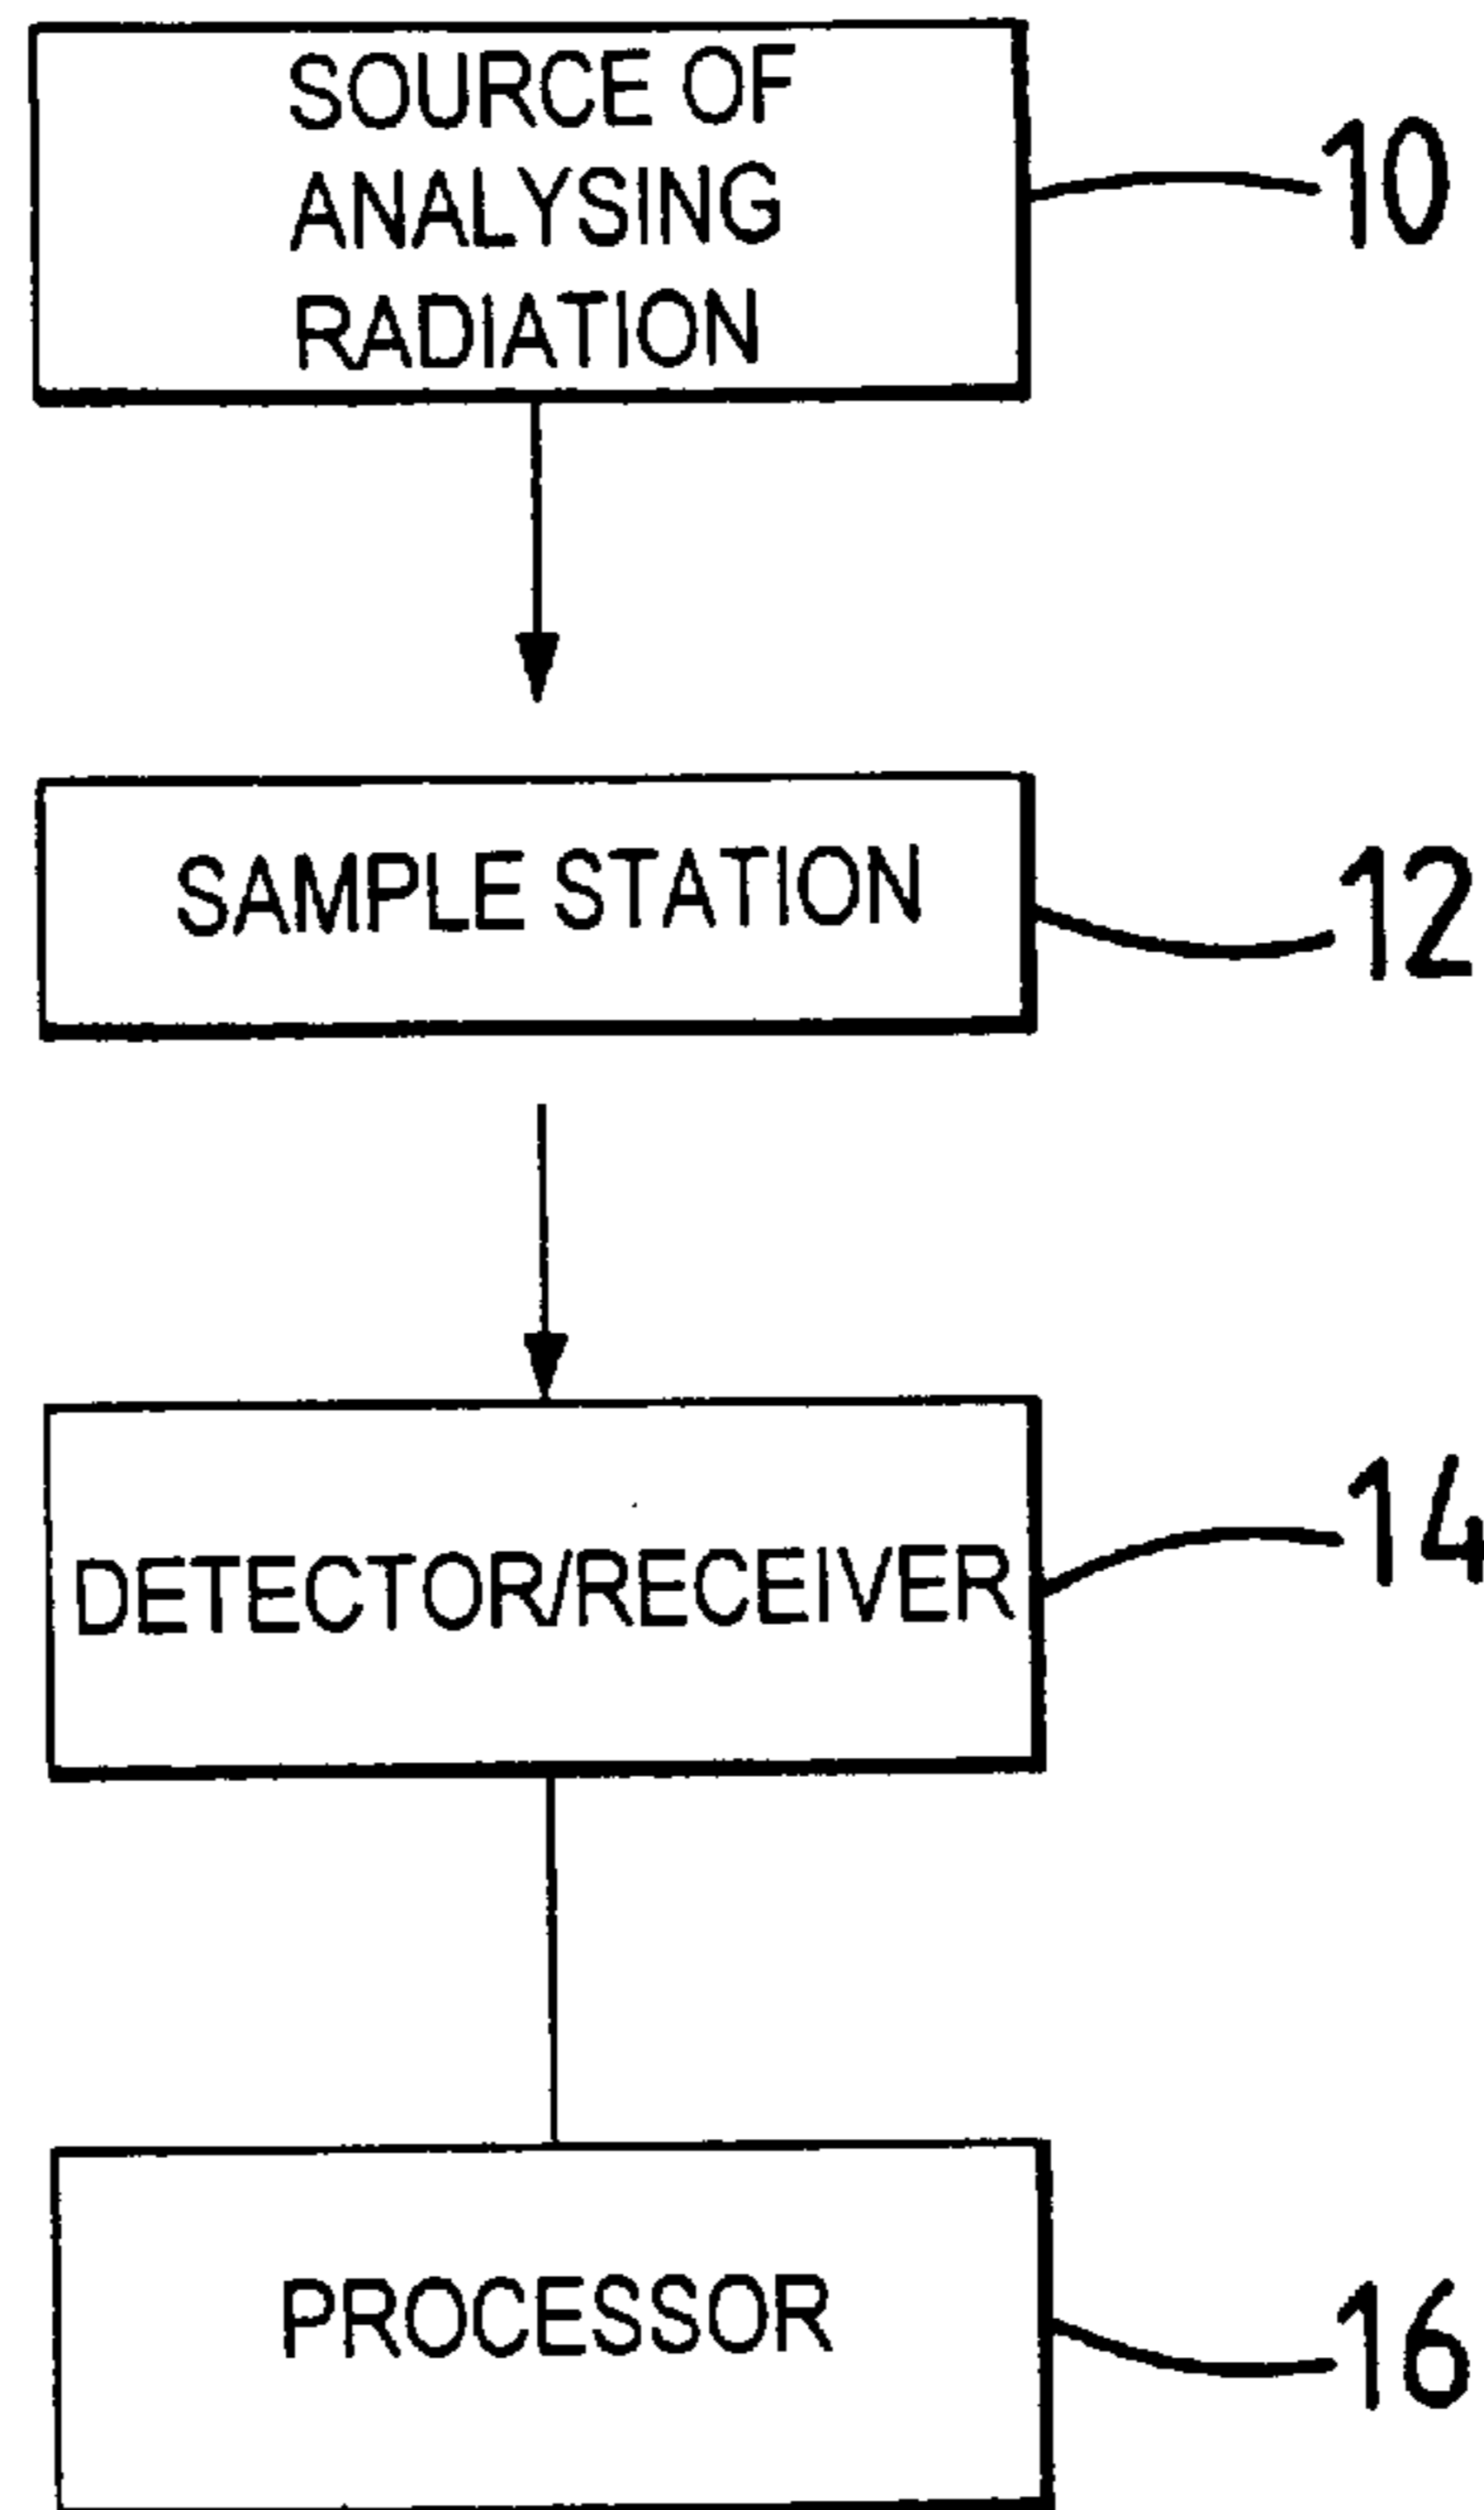 SOURCE OF
ANALYSING
RADIATION
10
SAMPLE STATION
12
DETECTOR/RECEIVER
14
PROCESSOR
16